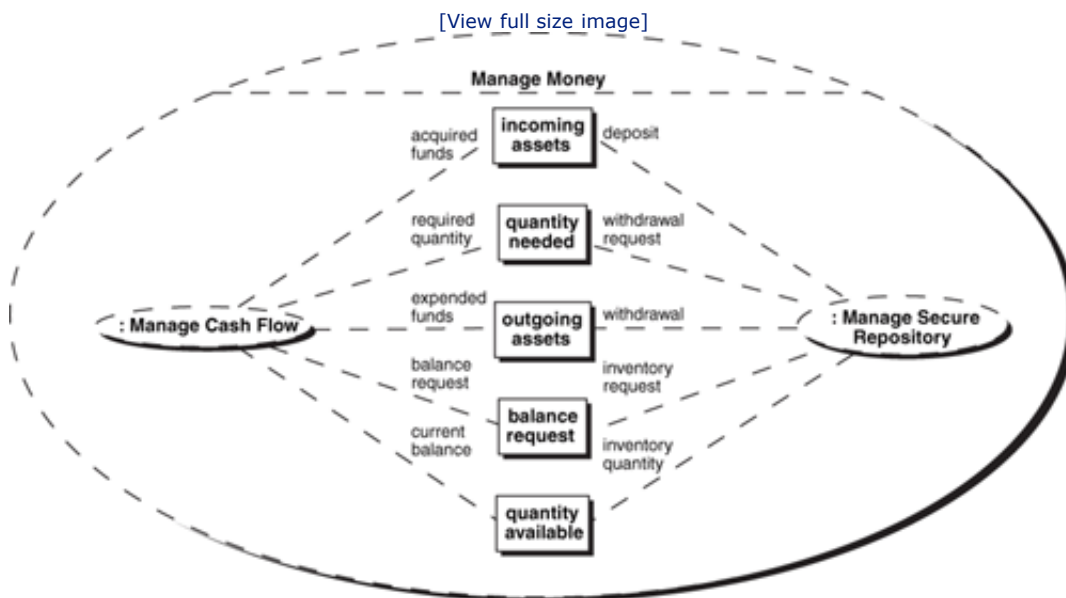 [View full size image]
Manage Money
acquired
funds
incoming
assets
deposit
required
quantity
quantity
needed
withdrawal
request
expended
funds
outgoing
assets
withdrawal
: Manage Cash Flow
: Manage Secure
Repository
balance
request
balance
request
inventory
request
current
balance
quantity
available
inventory
quantity